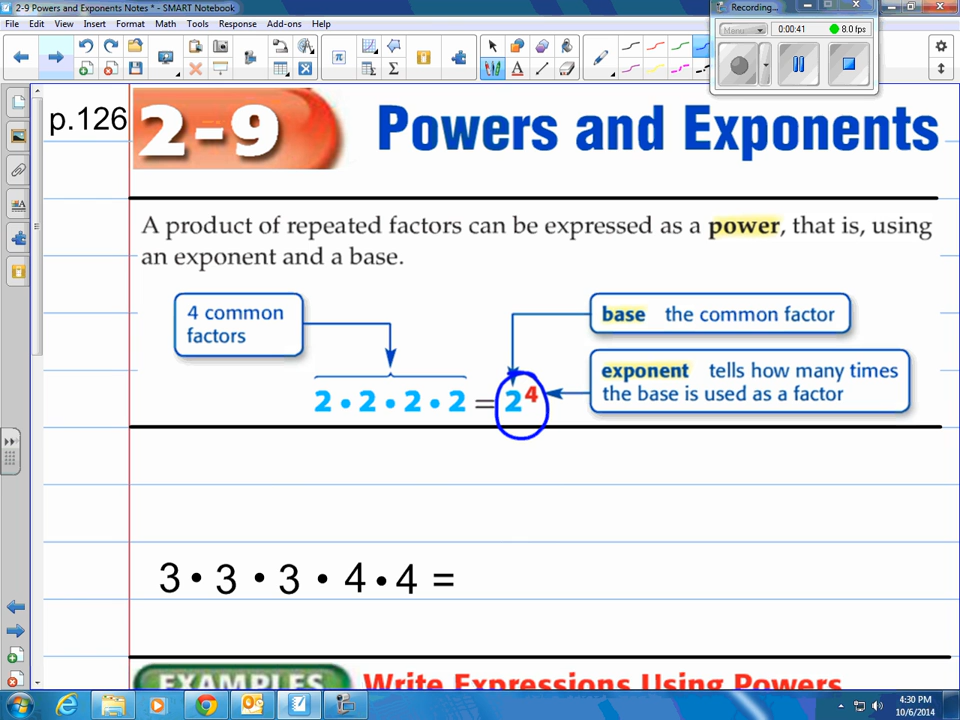 2-9 Powers and Exponents Notes * - SMART Notebook
Recording...
File Edit View Insert Format Math Tools Response Add-ons Help
Menu 0:00:41 8.0 fps
p.126 2-9 Powers and Exponents
A product of repeated factors can be expressed as a power, that is, using
an exponent and a base.
4 common
factors
base the common factor
exponent tells how many times
the base is used as a factor
2 • 2 • 2 • 2 = 2⁴
3 • 3 • 3 • 4 • 4 =
EXAMPLES Write Expressions Using Powers
4:30 PM
10/6/2014